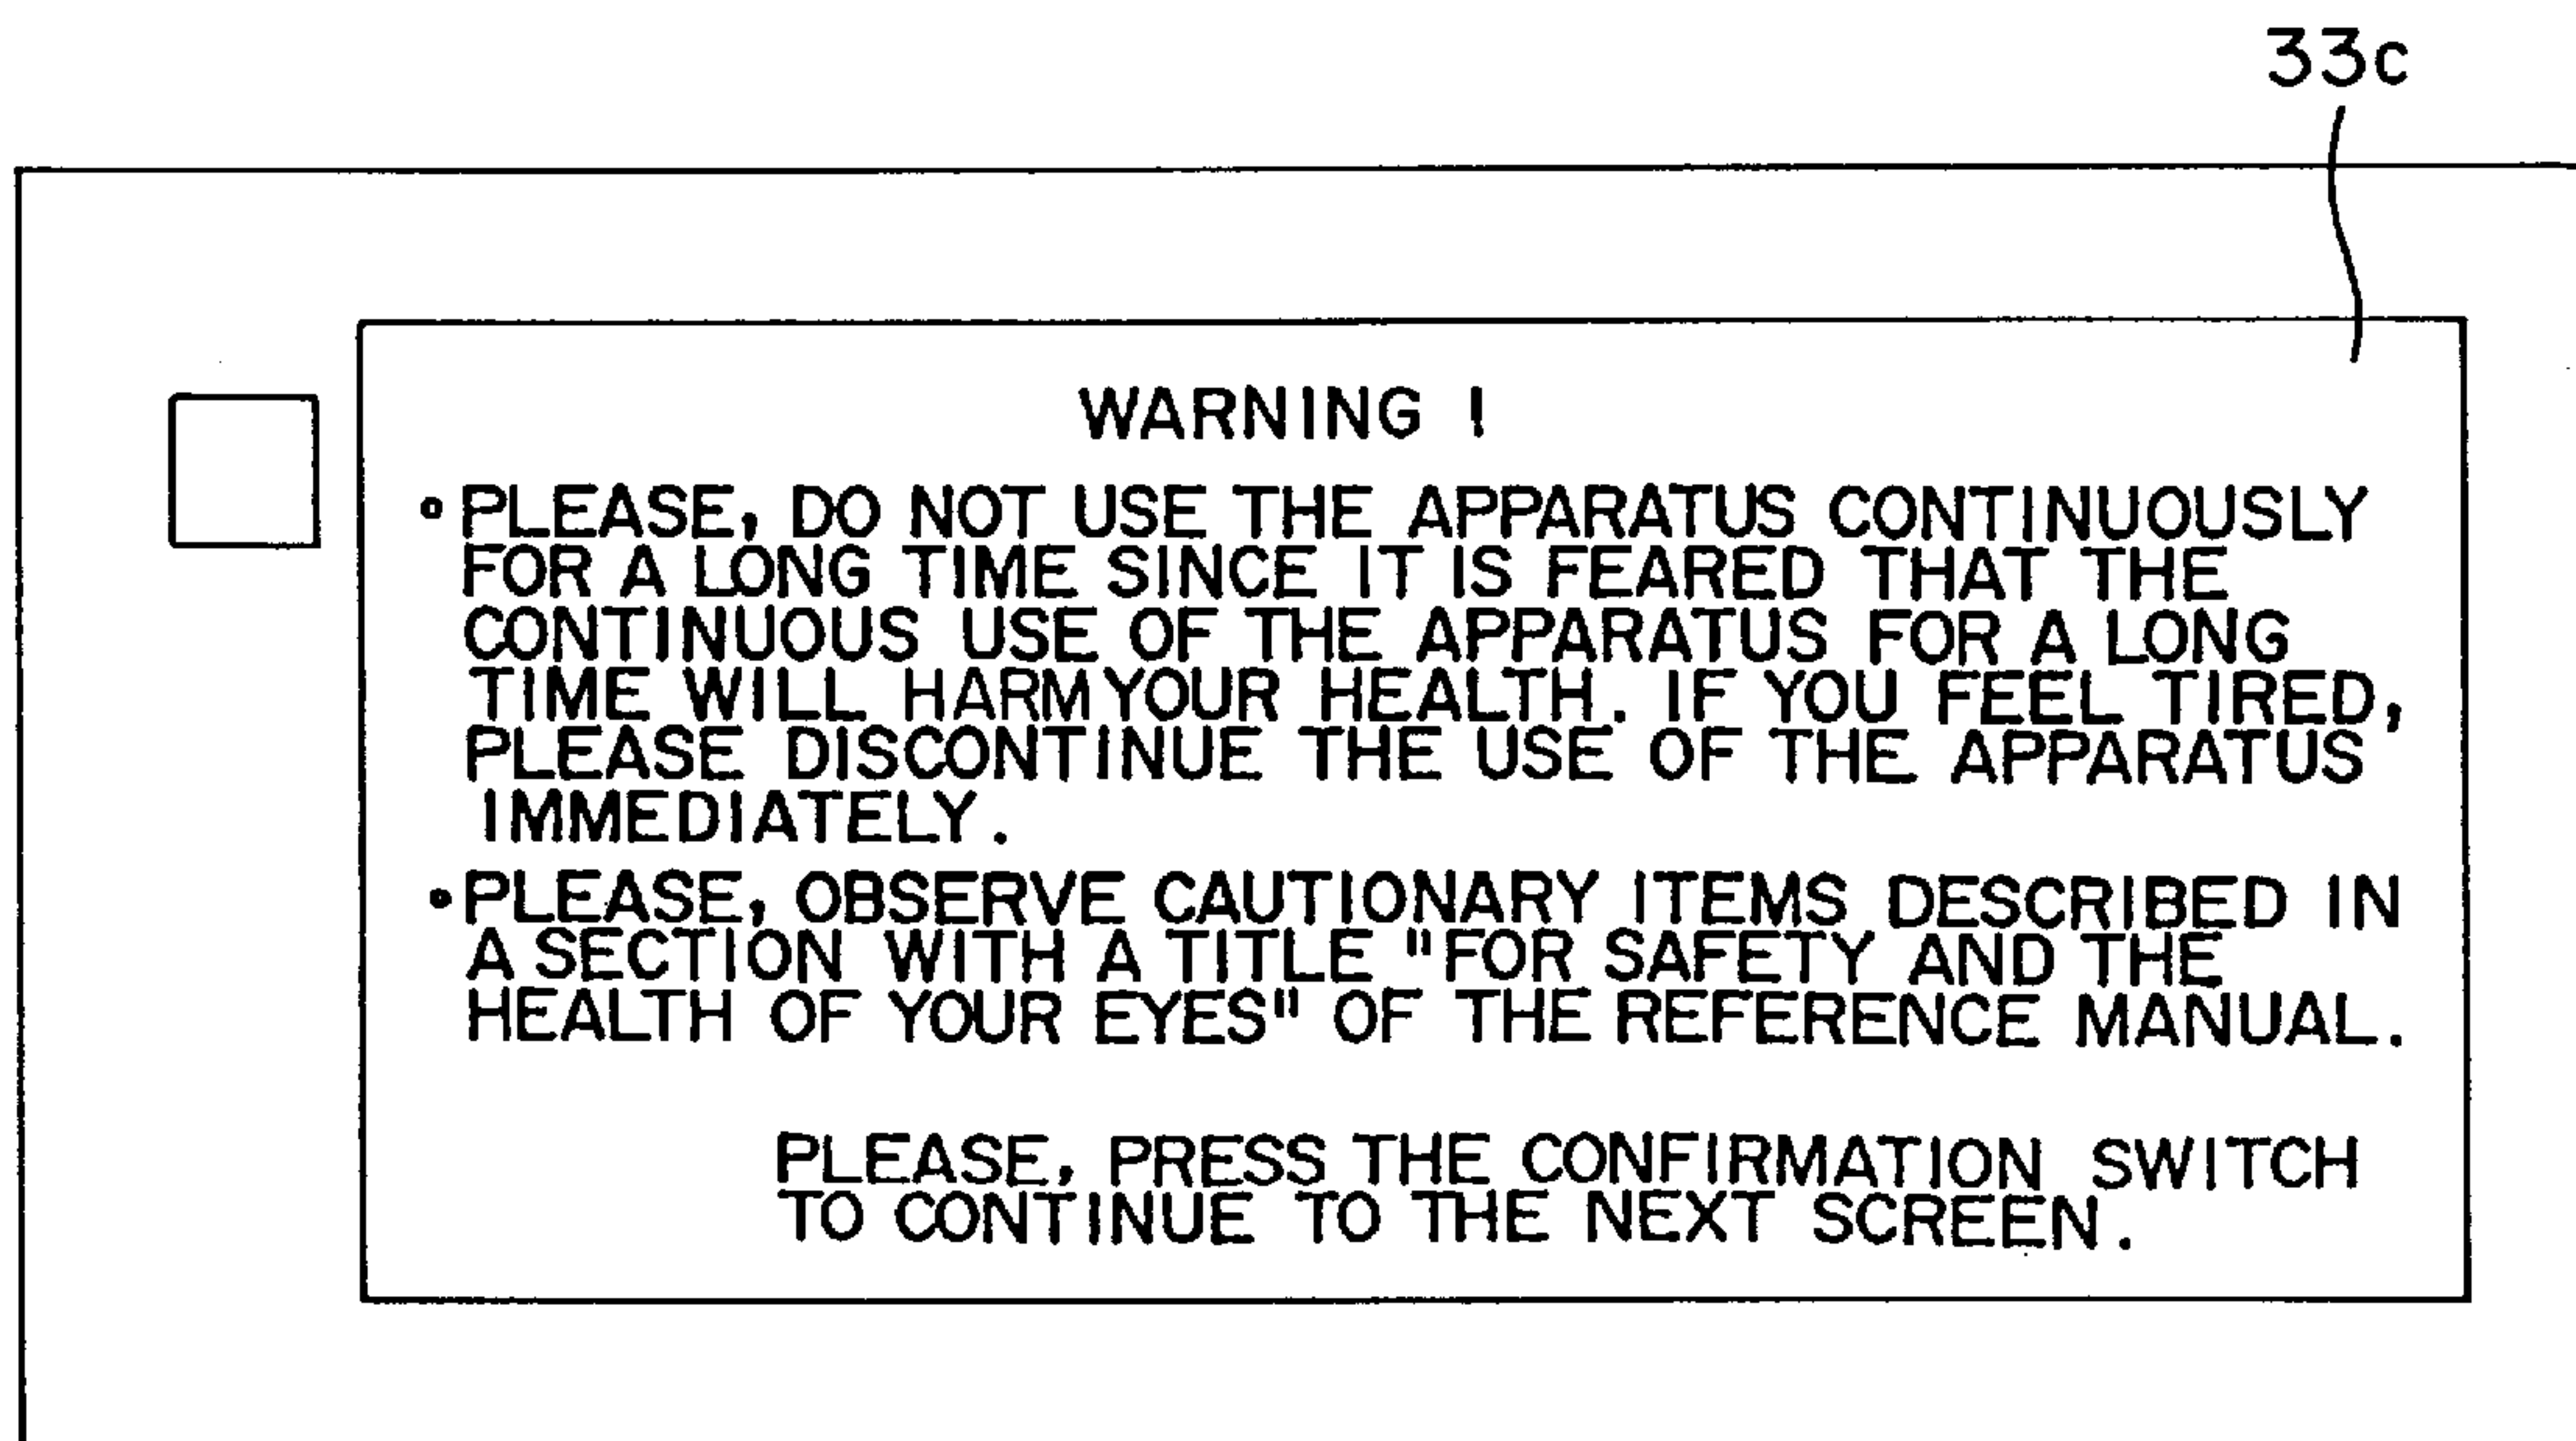 33c
WARNING !
∘PLEASE, DO NOT USE THE APPARATUS CONTINUOUSLY
FOR A LONG TIME SINCE IT IS FEARED THAT THE
CONTINUOUS USE OF THE APPARATUS FOR A LONG
TIME WILL HARM YOUR HEALTH. IF YOU FEEL TIRED,
PLEASE DISCONTINUE THE USE OF THE APPARATUS
IMMEDIATELY.
∘PLEASE, OBSERVE CAUTIONARY ITEMS DESCRIBED IN
A SECTION WITH A TITLE "FOR SAFETY AND THE
HEALTH OF YOUR EYES" OF THE REFERENCE MANUAL.
PLEASE, PRESS THE CONFIRMATION SWITCH
TO CONTINUE TO THE NEXT SCREEN.